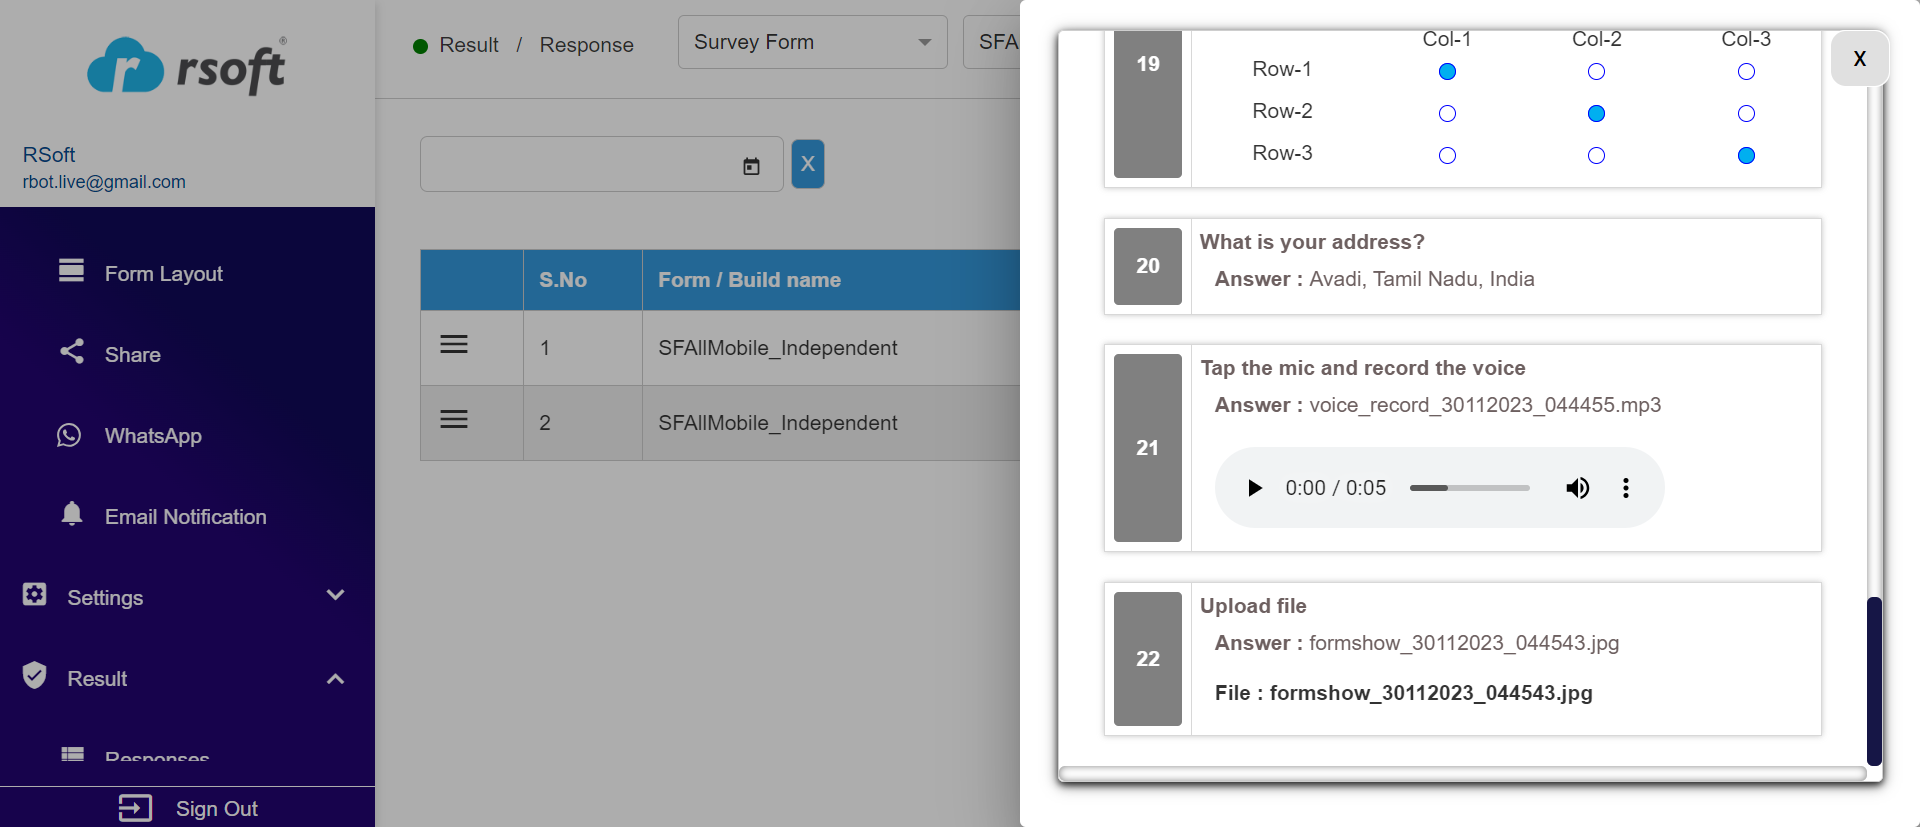 rsoft®
RSoft
rbot.live@gmail.com
Form Layout
Share
WhatsApp
Email Notification
Settings
Result
Responses
Sign Out
Result / Response
Survey Form
SFA
X
S.No
Form / Build name
1
SFAllMobile_Independent
2
SFAllMobile_Independent
X
19
Col-1 Col-2 Col-3
Row-1
Row-2
Row-3
20
What is your address?
Answer : Avadi, Tamil Nadu, India
21
Tap the mic and record the voice
Answer : voice_record_30112023_044455.mp3
0:00 / 0:05
22
Upload file
Answer : formshow_30112023_044543.jpg
File : formshow_30112023_044543.jpg